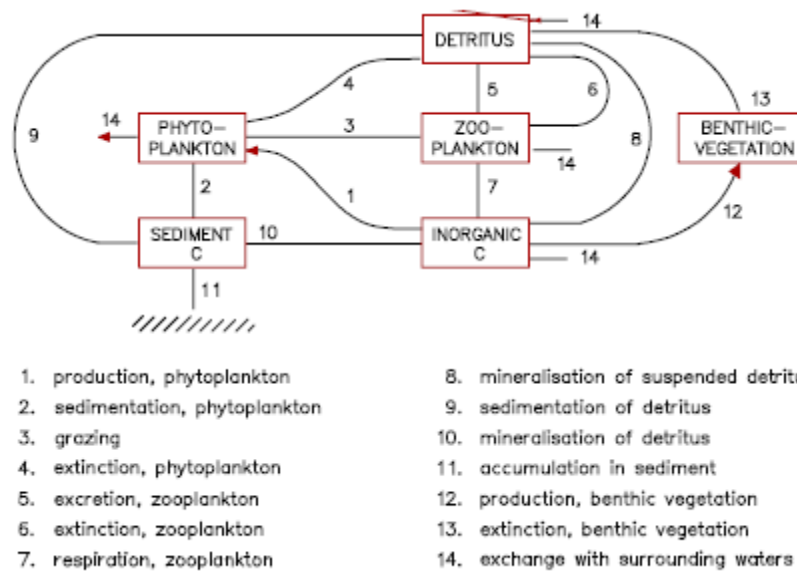 14
DETRITUS
4
5
6
13
9
14
PHYTO-
PLANKTON
3
ZOO-
PLANKTON
14
8
BENTHIC-
VEGETATION
2
1
7
12
SEDIMENT
C
10
INORGANIC
C
14
11
1. production, phytoplankton
2. sedimentation, phytoplankton
3. grazing
4. extinction, phytoplankton
5. excretion, zooplankton
6. extinction, zooplankton
7. respiration, zooplankton
8. mineralisation of suspended detritu
9. sedimentation of detritus
10. mineralisation of detritus
11. accumulation in sediment
12. production, benthic vegetation
13. extinction, benthic vegetation
14. exchange with surrounding waters